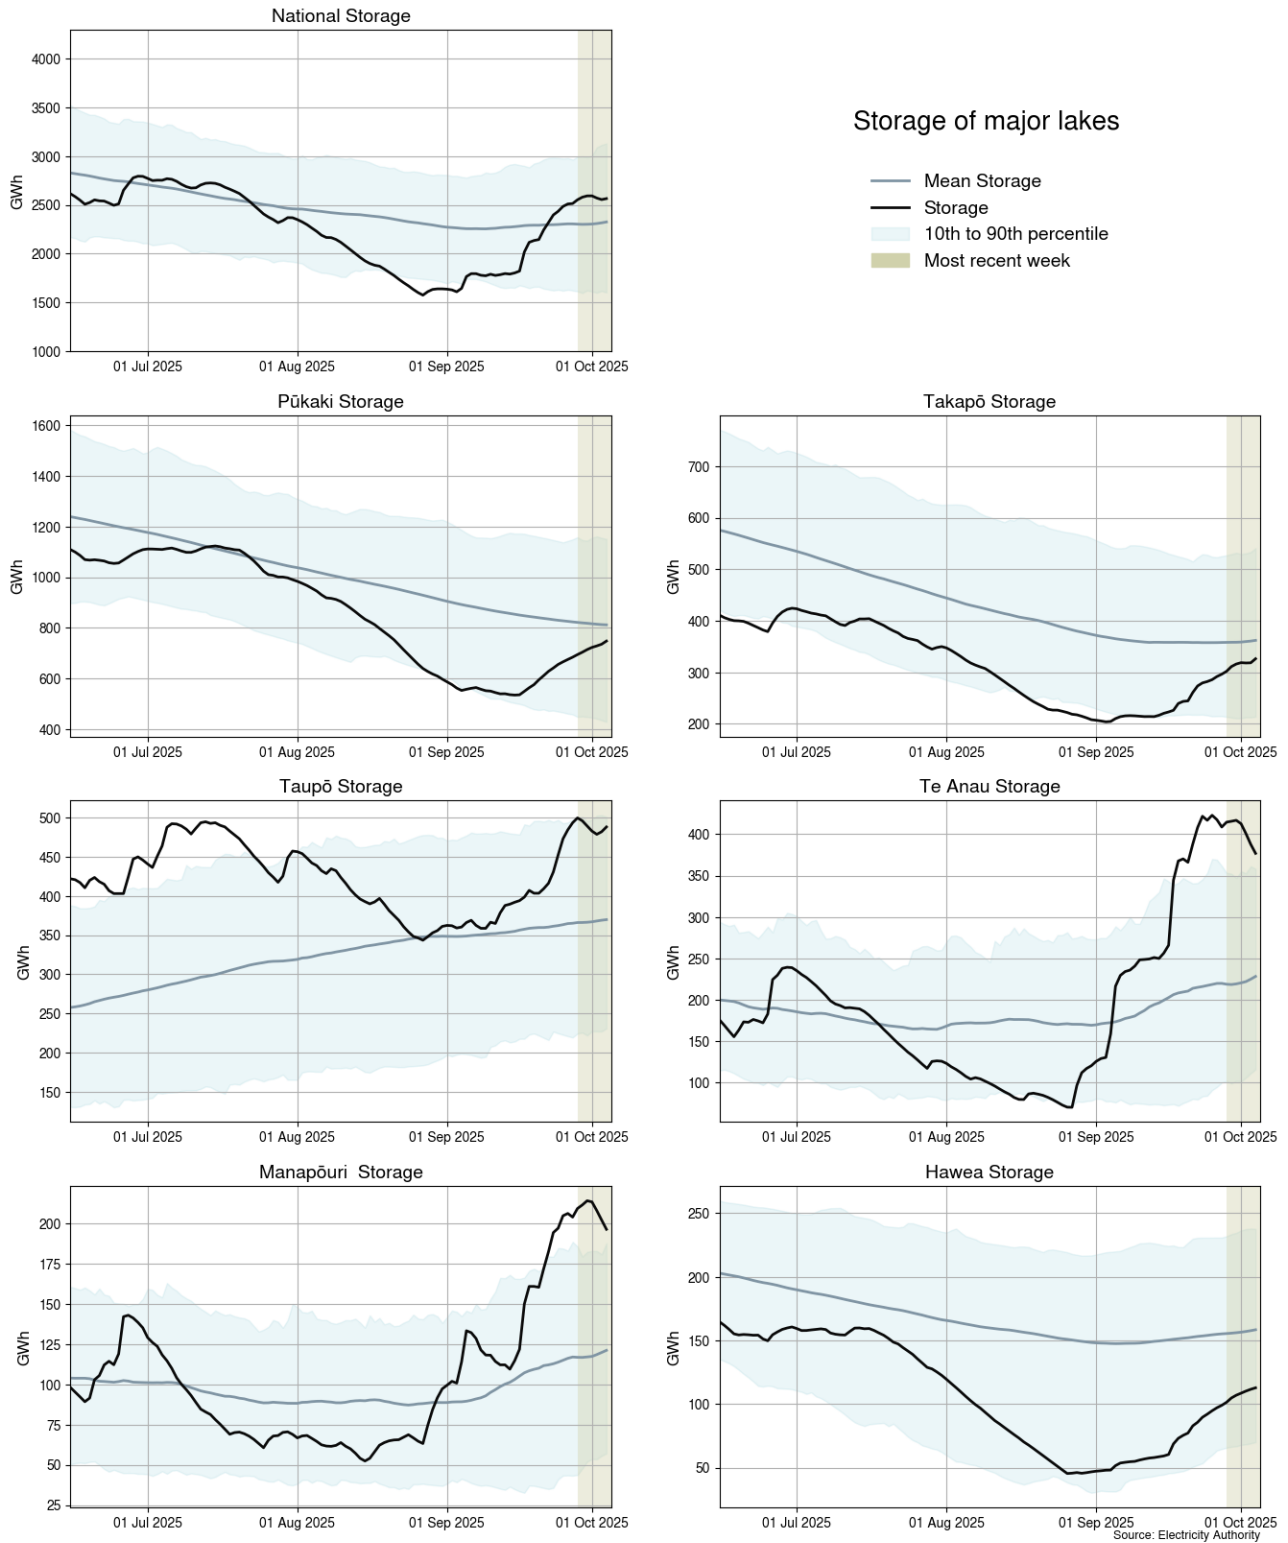 National Storage
4000
3500
3000
2500
2000
1500
1000
GWh
01 Jul 2025
01 Aug 2025
01 Sep 2025
01 Oct 2025
Storage of major lakes
Mean Storage
Storage
10th to 90th percentile
Most recent week
Pūkaki Storage
1600
1400
1200
1000
800
600
400
GWh
01 Jul 2025
01 Aug 2025
01 Sep 2025
01 Oct 2025
Takapō Storage
700
600
500
400
300
200
GWh
01 Jul 2025
01 Aug 2025
01 Sep 2025
01 Oct 2025
Taupō Storage
500
450
400
350
300
250
200
150
GWh
01 Jul 2025
01 Aug 2025
01 Sep 2025
01 Oct 2025
Te Anau Storage
400
350
300
250
200
150
100
GWh
01 Jul 2025
01 Aug 2025
01 Sep 2025
01 Oct 2025
Manapōuri  Storage
200
175
150
125
100
75
50
25
GWh
01 Jul 2025
01 Aug 2025
01 Sep 2025
01 Oct 2025
Hawea Storage
250
200
150
100
50
GWh
01 Jul 2025
01 Aug 2025
01 Sep 2025
01 Oct 2025
Source: Electricity Authority